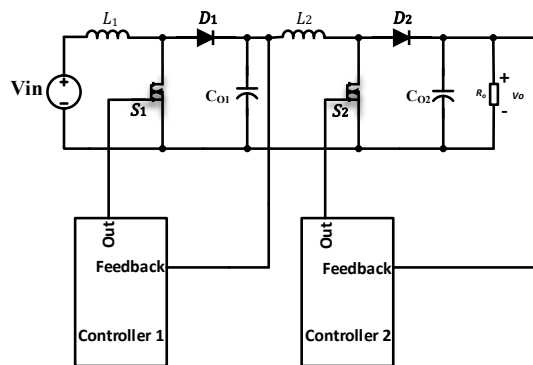 L1
D1
L2
D2
Vin
S1
CO1
S2
CO2
Ro
+
Vo
-
Out
Feedback
Controller 1
Out
Feedback
Controller 2